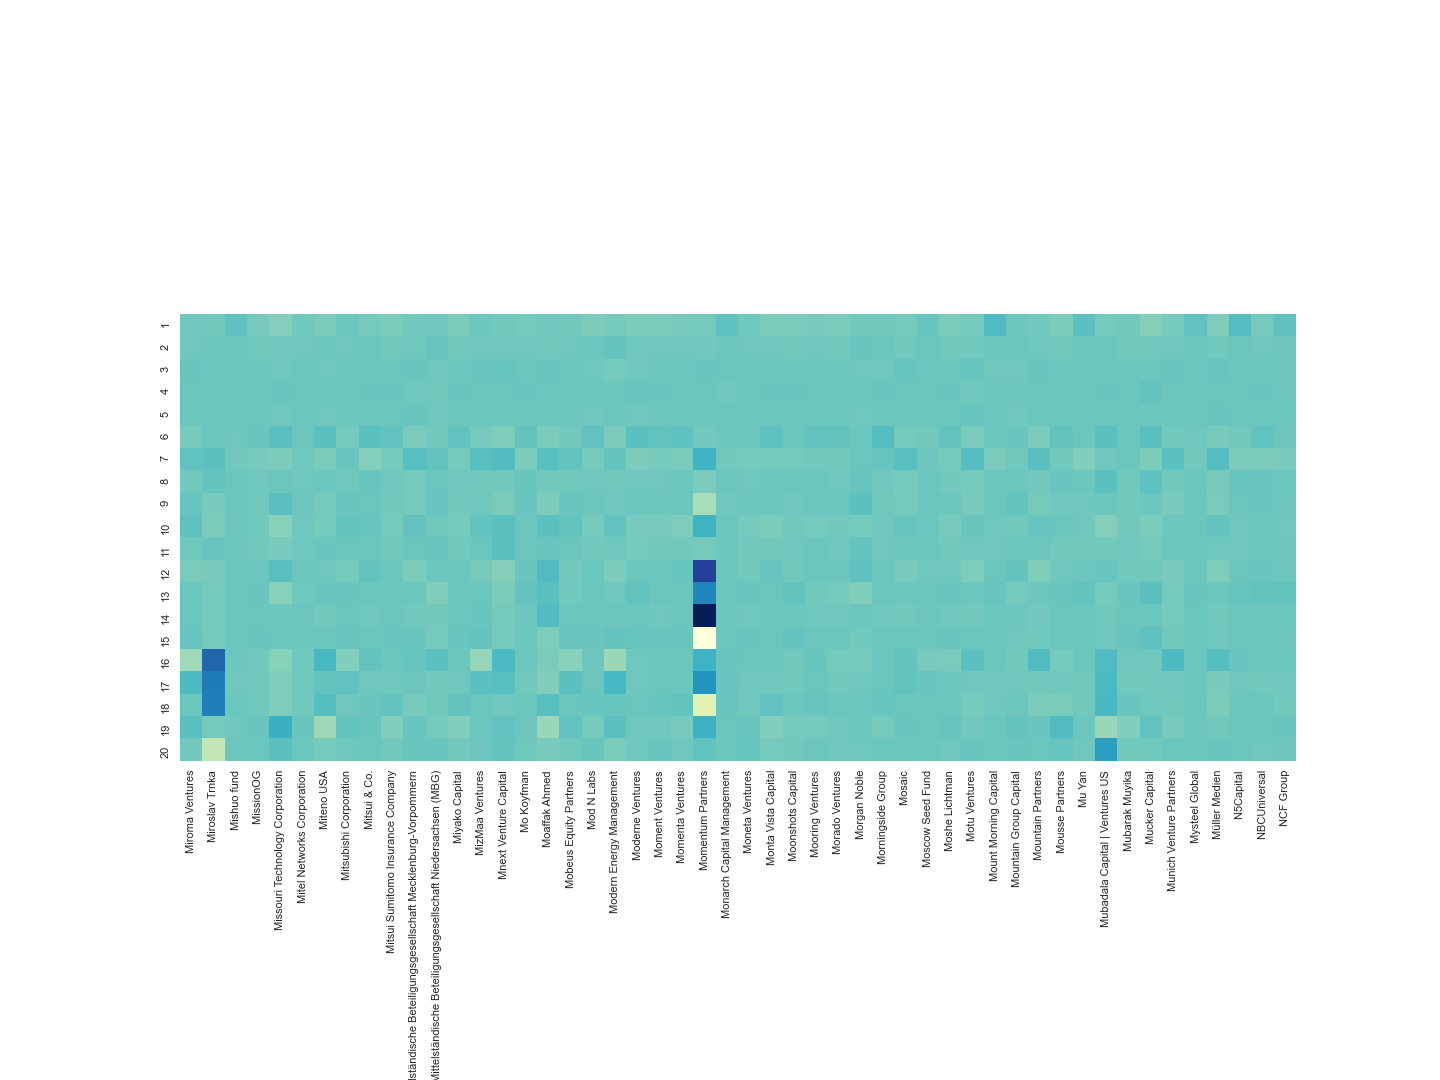 1
2
3
4
5
6
7
8
9
10
11
12
13
14
15
16
17
18
19
20
Miroma Ventures
Miroslav Trnka
Mishuo fund
MissionOG
Missouri Technology Corporation
Mitel Networks Corporation
Miteno USA
Mitsubishi Corporation
Mitsui & Co.
Mitsui Sumitomo Insurance Company
lständische Beteiligungsgesellschaft Mecklenburg-Vorpommern
Mittelständische Beteiligungsgesellschaft Niedersachsen (MBG)
Miyako Capital
MizMaa Ventures
Mnext Venture Capital
Mo Koyfman
Moaffak Ahmed
Mobeus Equity Partners
Mod N Labs
Modern Energy Management
Moderne Ventures
Moment Ventures
Momenta Ventures
Momentum Partners
Monarch Capital Management
Moneta Ventures
Monta Vista Capital
Moonshots Capital
Mooring Ventures
Morado Ventures
Morgan Noble
Morningside Group
Mosaic
Moscow Seed Fund
Moshe Lichtman
Motu Ventures
Mount Morning Capital
Mountain Group Capital
Mountain Partners
Mousse Partners
Mu Yan
Mubadala Capital | Ventures US
Mubarak Muyika
Mucker Capital
Munich Venture Partners
Mysteel Global
Müller Medien
N5Capital
NBCUniversal
NCF Group